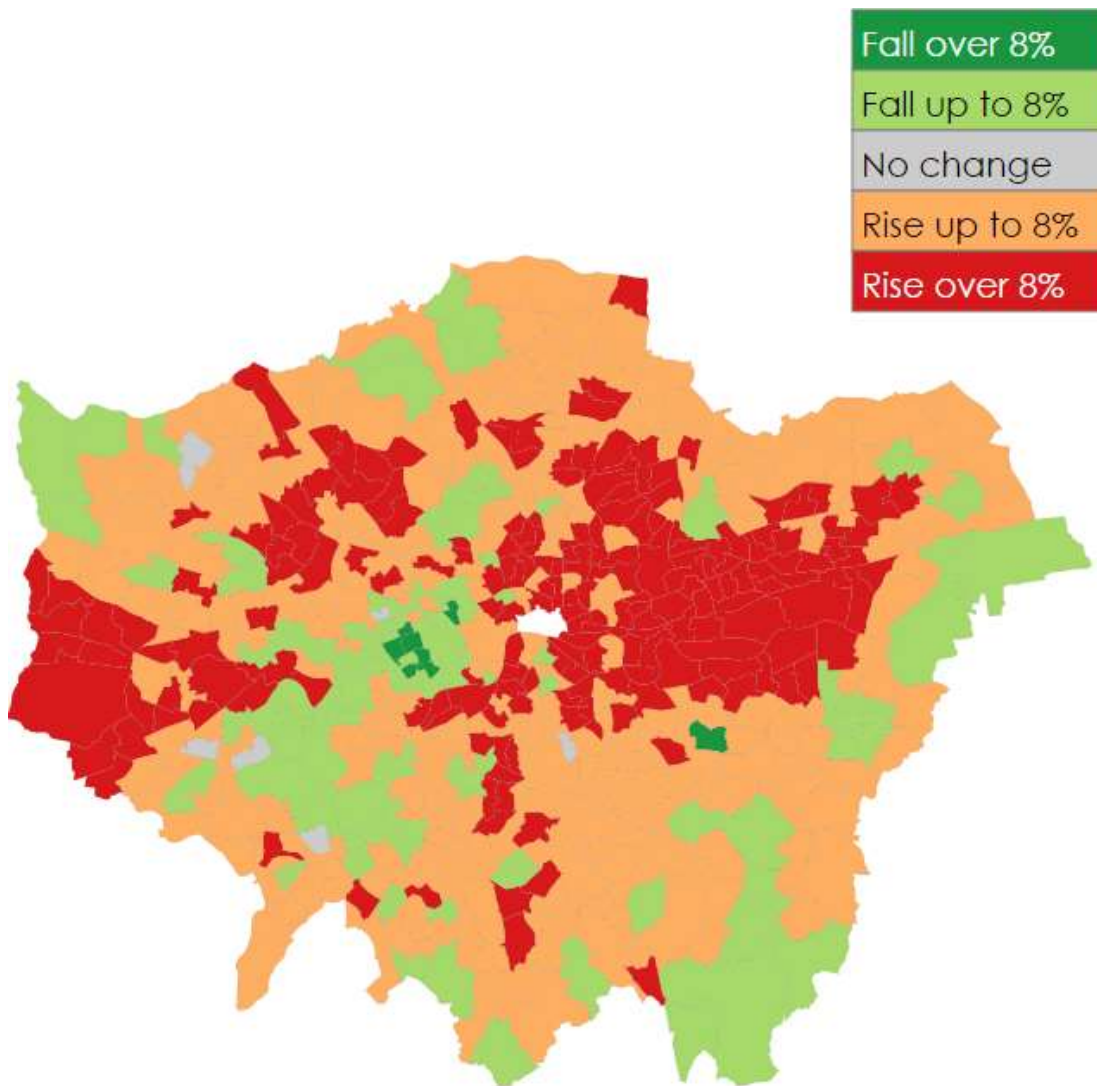 Fall over 8%
Fall up to 8%
No change
Rise up to 8%
Rise over 8%